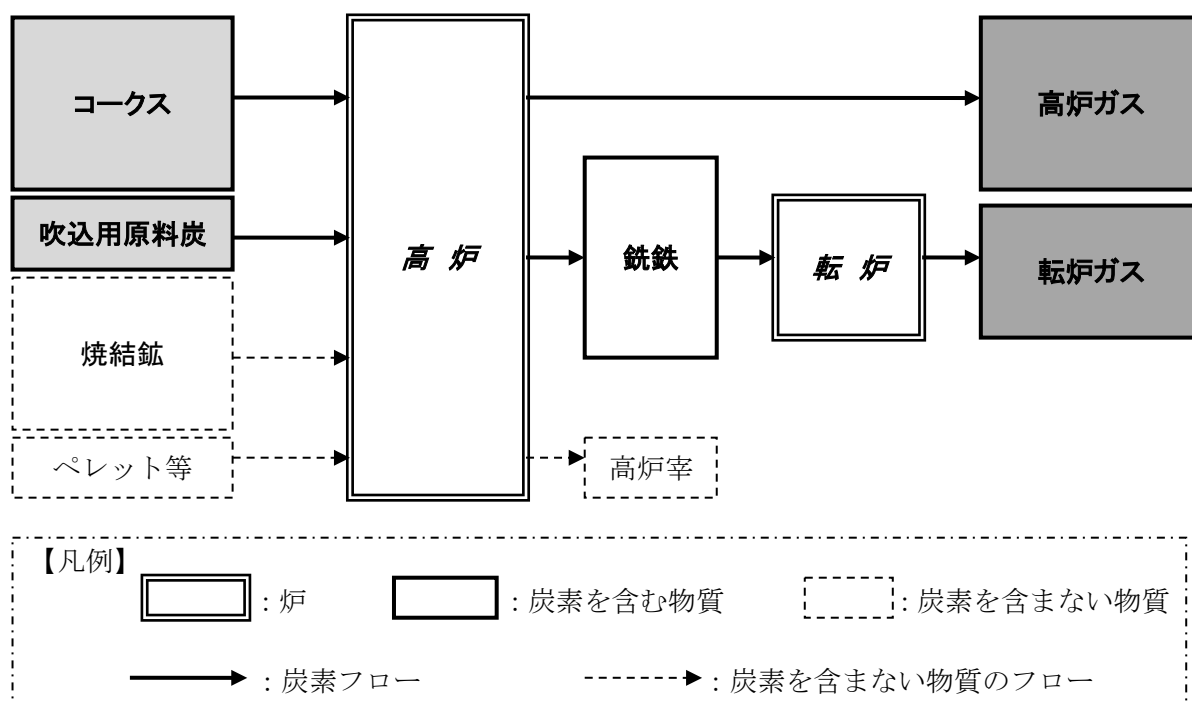 コークス
吹込用原料炭
焼結鉱
ペレット等
高 炉
銑鉄
高炉宰
転 炉
高炉ガス
転炉ガス
【凡例】
：炉
：炭素を含む物質
：炭素を含まない物質
：炭素フロー
：炭素を含まない物質のフロー